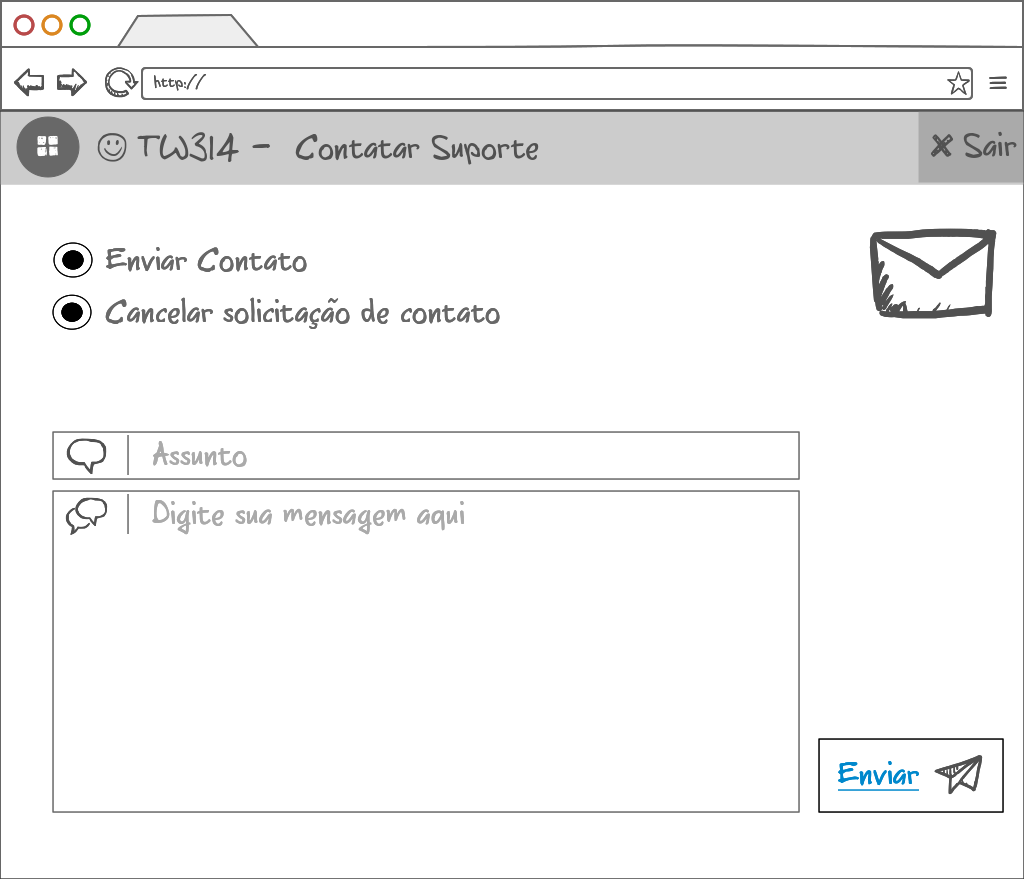 http://
TW314 - Contatar Suporte
Sair
Enviar Contato
Cancelar solicitação de contato
Assunto
Digite sua mensagem aqui
Enviar